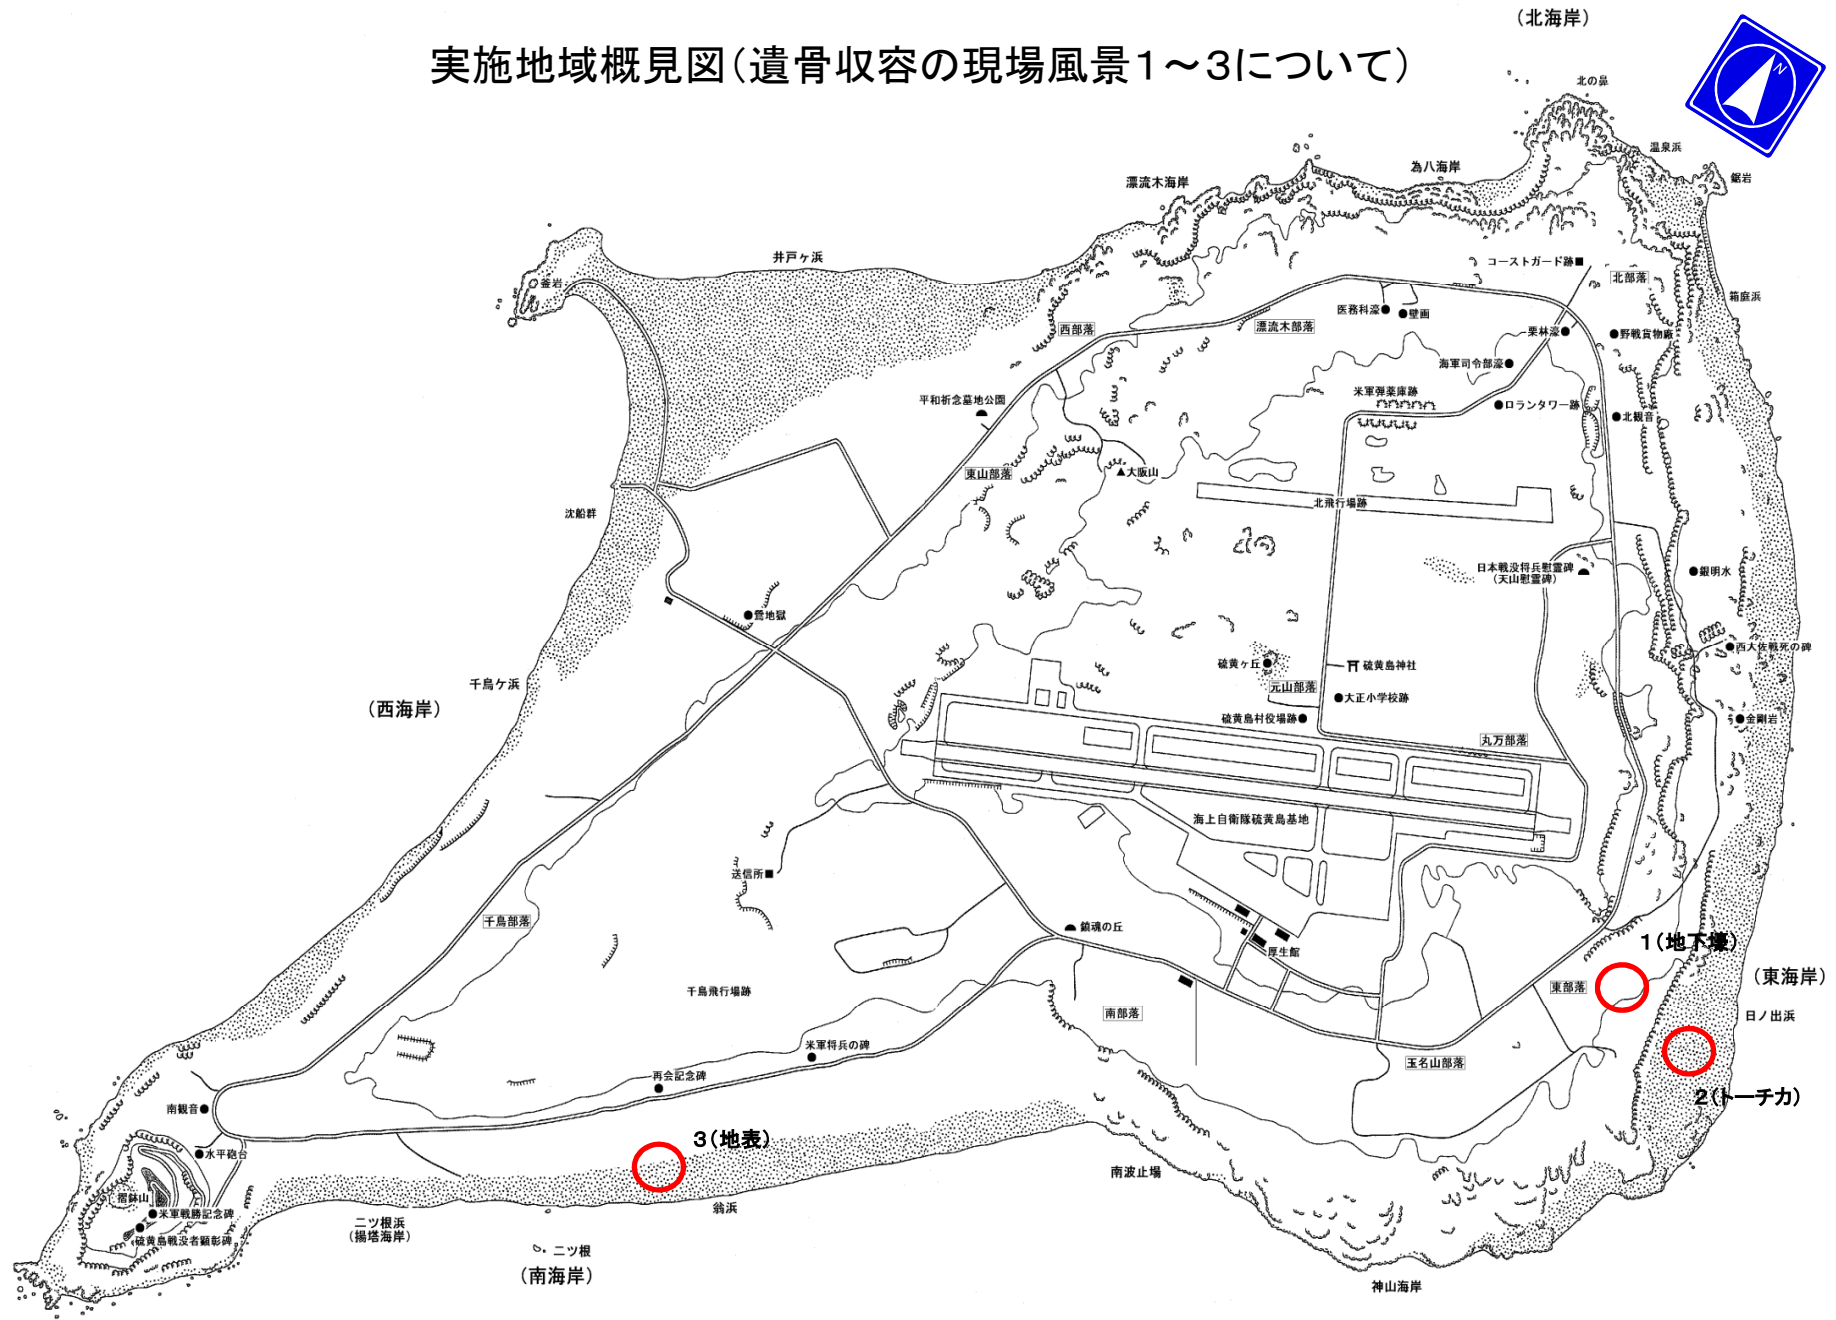 (北海岸)
実施地域概見図(遺骨収容の現場風景1～3について)
N
北の鼻
温泉浜
為八海岸
漂流木海岸
鋸岩
井戸ヶ浜
コーストガード跡
北部落
釜岩
箱庭浜
医務科濠
壁画
西部落
漂流木部落
栗林濠
野戦貨物廠
海軍司令部濠
米軍弾薬庫跡
平和祈念墓地公園
ロランタワー跡
北観音
東山部落
大阪山
北飛行場跡
沈船群
日本戦没将兵慰霊碑
(天山慰霊碑)
銀明水
鶯地獄
西大佐戦死の碑
硫黄ヶ丘
硫黄島神社
千鳥ヶ浜
元山部落
大正小学校跡
(西海岸)
硫黄島村役場跡
金剛岩
丸万部落
海上自衛隊硫黄島基地
送信所
千鳥部落
鎮魂の丘
1(地下壕)
厚生館
(東海岸)
千鳥飛行場跡
東部落
南部落
日ノ出浜
米軍将兵の碑
玉名山部落
再会記念碑
2(トーチカ)
南観音
3(地表)
水平砲台
南波止場
摺鉢山
翁浜
米軍戦勝記念碑
二ツ根浜
(揚塔海岸)
硫黄島戦没者顕彰碑
二ツ根
(南海岸)
神山海岸